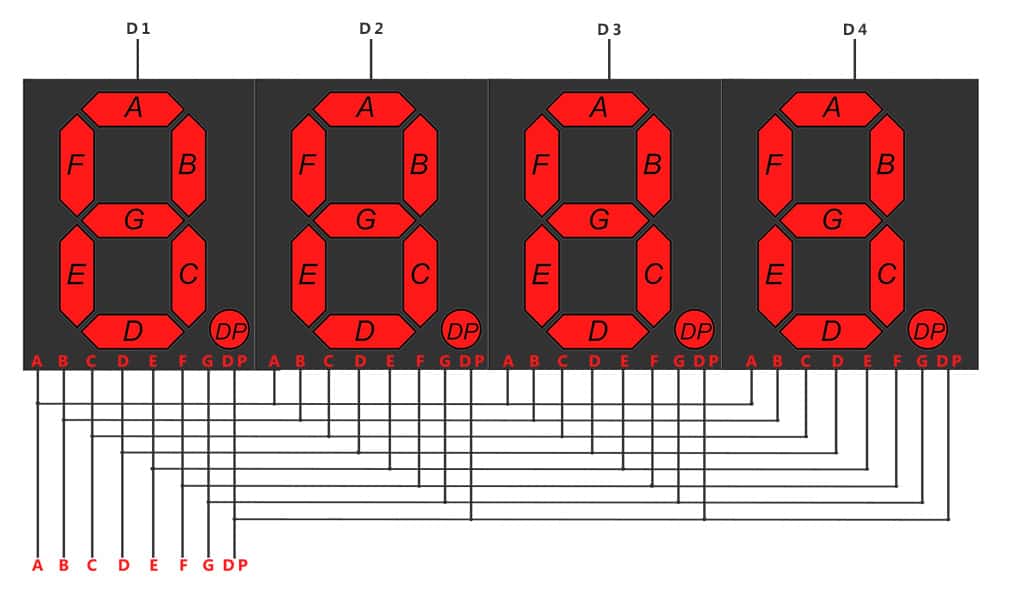 D1 D2 D3 D4
A A A A
F B F B F B F B
G G G G
E C E C E C E C
D DP D DP D DP D DP
A B C D E F G DP A B C D E F G DP A B C D E F G DP A B C D E F G DP
A B C D E F G DP